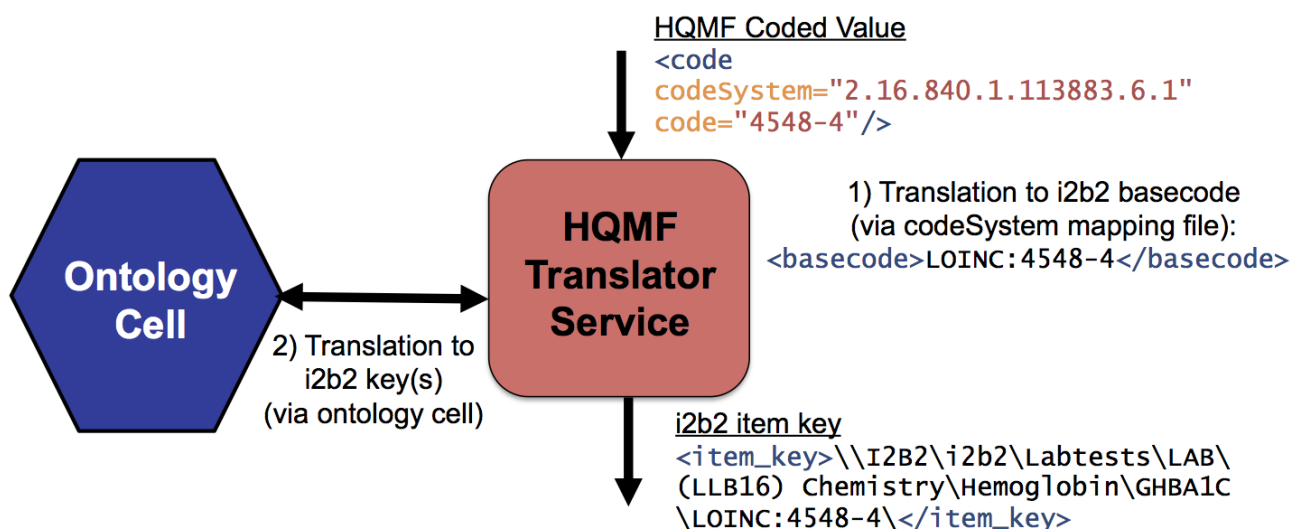 HQMF Coded Value
<code
codeSystem="2.16.840.1.113883.6.1"
code="4548-4"/>
1) Translation to i2b2 basecode
(via codeSystem mapping file):
<basecode>LOINC:4548-4</basecode>
HQMF
Translator
Service
Ontology
Cell
2) Translation to
i2b2 key(s)
(via ontology cell)
i2b2 item key
<item_key>\\I2B2\i2b2\Labtests\LAB\
(LLB16) Chemistry\Hemoglobin\GHBA1C
\LOINC:4548-4\</item_key>